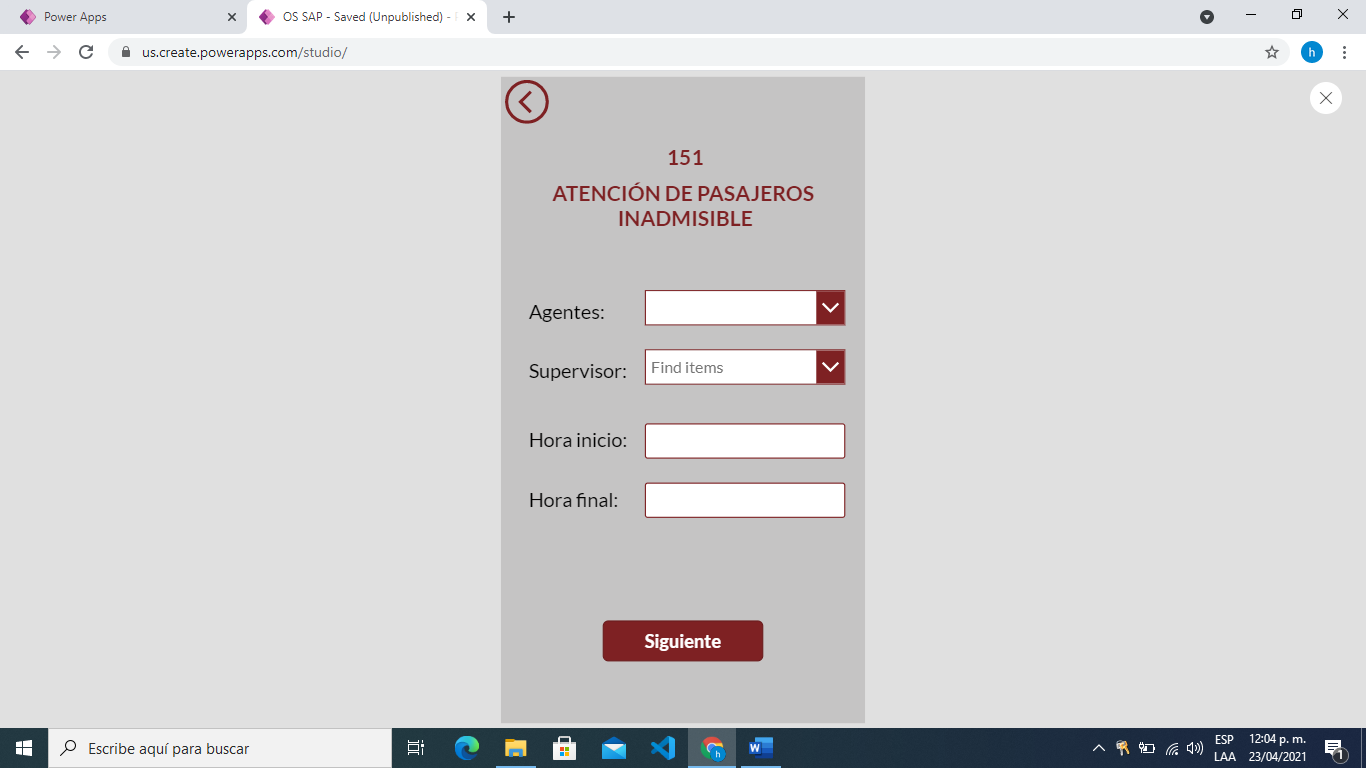 Power Apps
OS SAP - Saved (Unpublished) -
us.create.powerapps.com/studio/
h
151
ATENCIÓN DE PASAJEROS
INADMISIBLE
Agentes:
Supervisor:
Find items
Hora inicio:
Hora final:
Siguiente
Escribe aquí para buscar
h
W
ESP
LAA
12:04 p. m.
23/04/2021
1